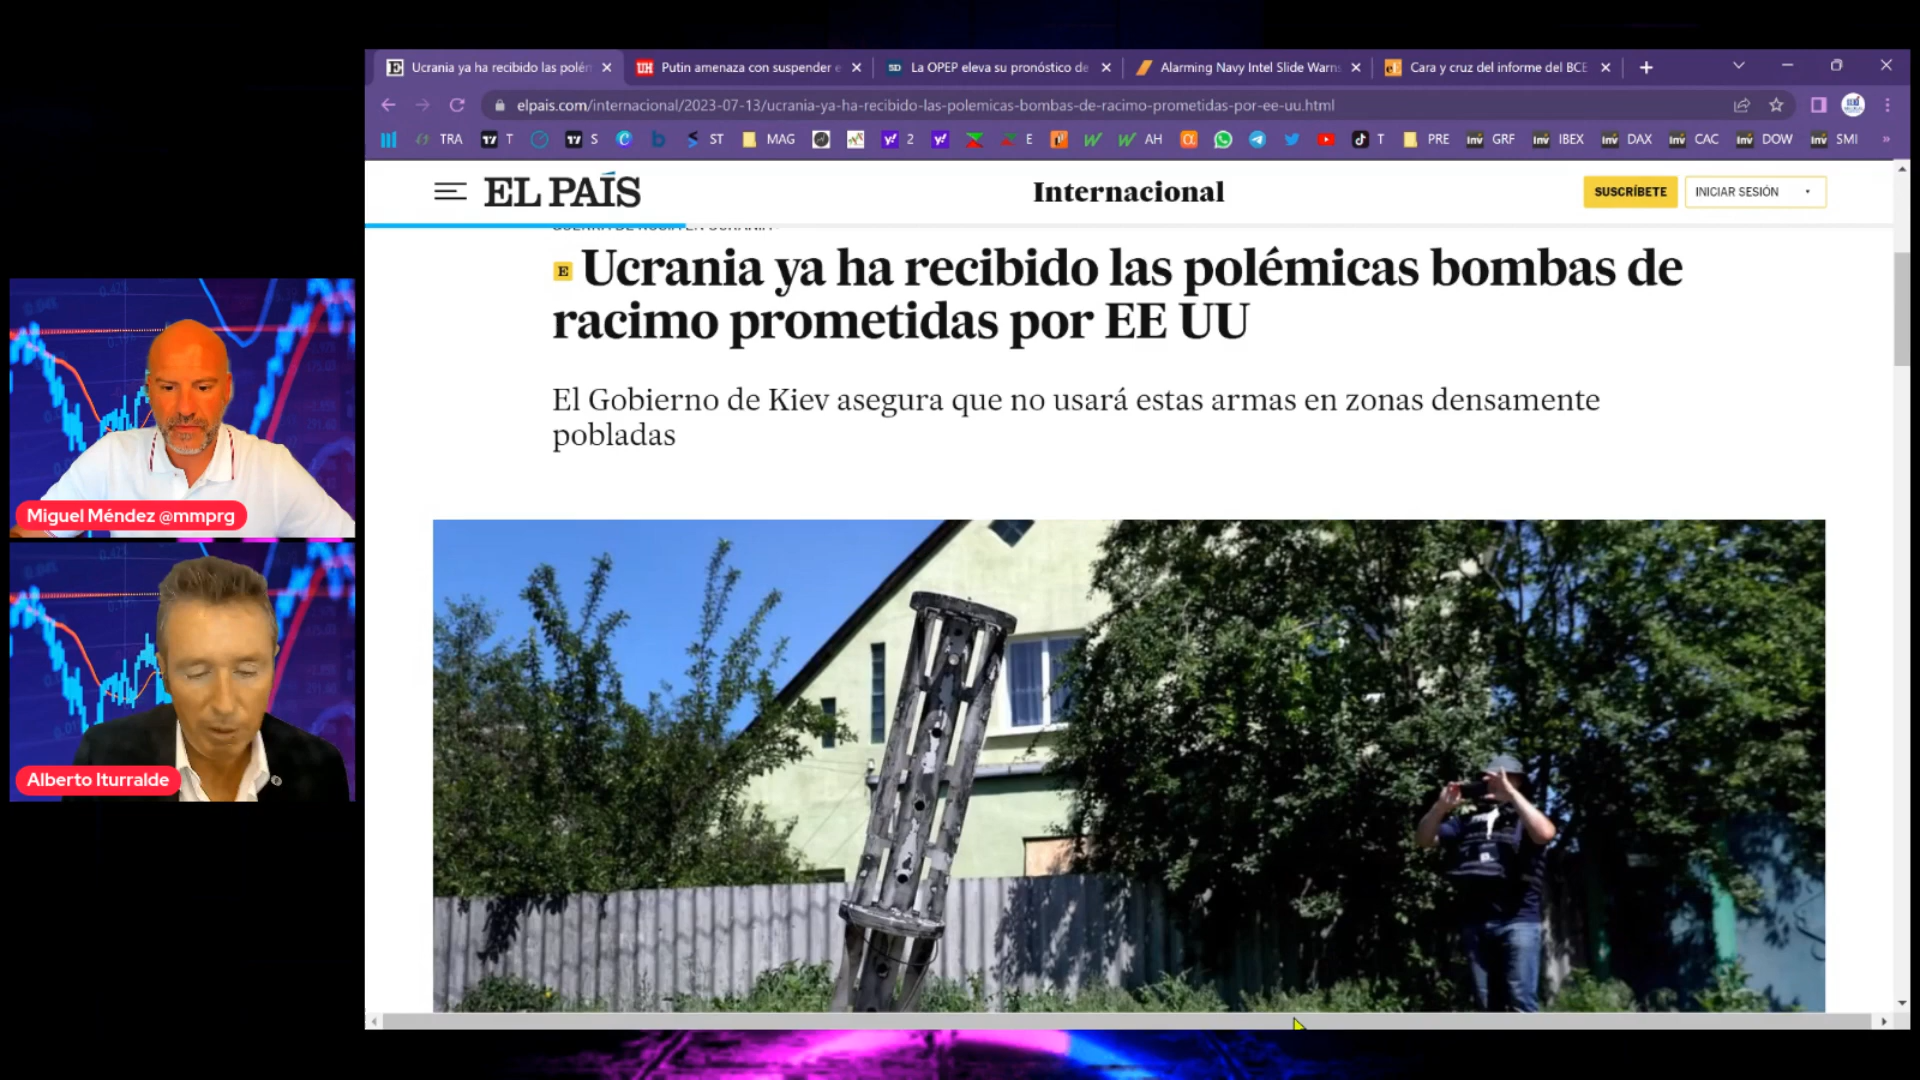 Ucrania ya ha recibido las polém
Putin amenaza con suspender e
La OPEP eleva su pronóstico de
Alarming Navy Intel Slide Warns
Cara y cruz del informe del BCE
elpais.com/internacional/2023-07-13/ucrania-ya-ha-recibido-las-polemicas-bombas-de-racimo-prometidas-por-ee-uu.html
TRA T S ST MAG 2 E AH T PRE GRF IBEX DAX CAC DOW SMI
EL PAÍS
Internacional
SUSCRÍBETE
INICIAR SESIÓN
Ucrania ya ha recibido las polémicas bombas de
racimo prometidas por EE UU
El Gobierno de Kiev asegura que no usará estas armas en zonas densamente
pobladas
Miguel Méndez @mmprg
Alberto Iturralde